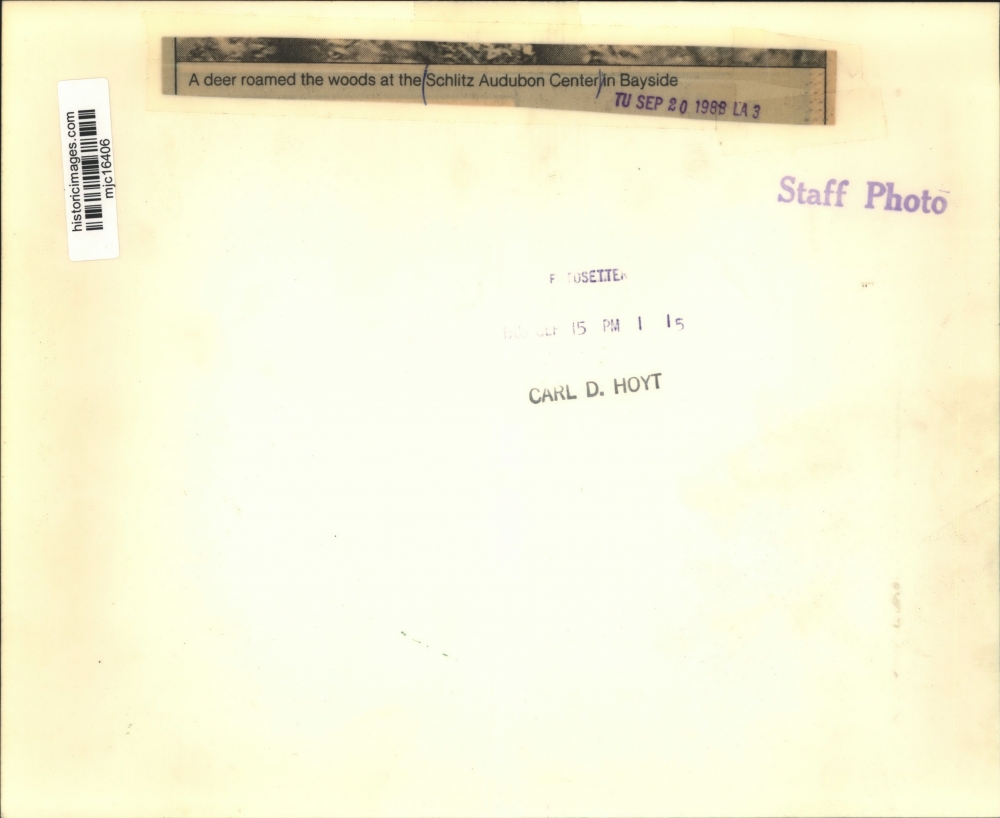 A deer roamed the woods at the (Schlitz Audubon Center) in Bayside
TU SEP 20 1988 LA 3
historicimages.com
mjc16406
Staff Photo
15 PM 1 15
CARL D. HOYT